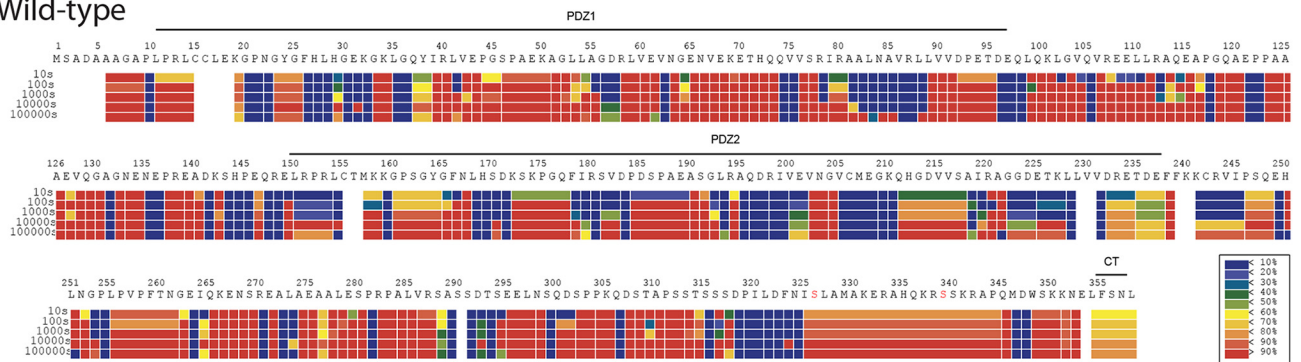 Wild-type
PDZ1
1 5 10 15 20 25 30 35 40 45 50 55 60 65 70 75 80 85 90 95 100 105 110 115 120 125
MSADAAAGAPLPRLCCLEKGPNGYGFHLHGEKGKLGQYIRLVEPGSPAEKAGLLAGDRLVEVNGENVEKETHQQVVSRIRAALNAVRLLVVDPETDEQLQKLGVQVREELLRAQEAPGQAEPPAA
10s
100s
1000s
10000s
100000s
PDZ2
126 130 135 140 145 150 155 160 165 170 175 180 185 190 195 200 205 210 215 220 225 230 235 240 245 250
AEVQGAGNENEPREADKSHPEQRELRPRLCTMKKGPSGYGFNLHSDKSKPGQFIRSVDPDSPAEASGLRAQDRIVEVNGVCMEGKQHGDVVSAIRAGGDETKLLVVDRETDEFFKKCRVIPSQEH
10s
100s
1000s
10000s
100000s
CT
251 255 260 265 270 275 280 285 290 295 300 305 310 315 320 325 330 335 340 345 350 355
LNGPLPVPFTNGEIQKENSREALAEAALESPRPALVRSASSDTSEELNSQDSPPKQDSTAPSSTSSSDPILDFNISLAMAKERAHQKRSSKRAPQMDWSKKNELFSNL
10s
100s
1000s
10000s
100000s
< 10%
< 20%
< 30%
< 40%
< 50%
< 60%
< 70%
< 80%
< 90%
> 90%